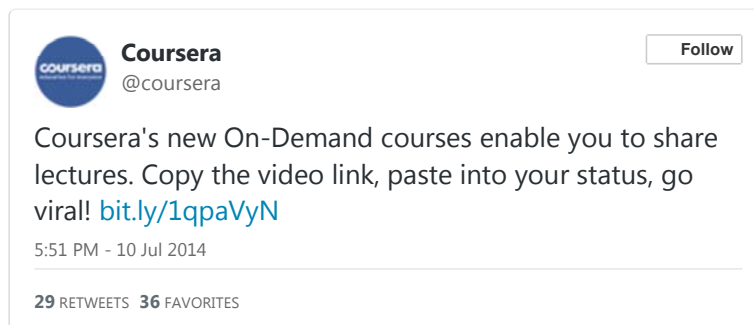 coursera
Coursera
@coursera
Follow
Coursera's new On-Demand courses enable you to share
lectures. Copy the video link, paste into your status, go
viral! bit.ly/1qpaVyN
5:51 PM - 10 Jul 2014
29 RETWEETS 36 FAVORITES